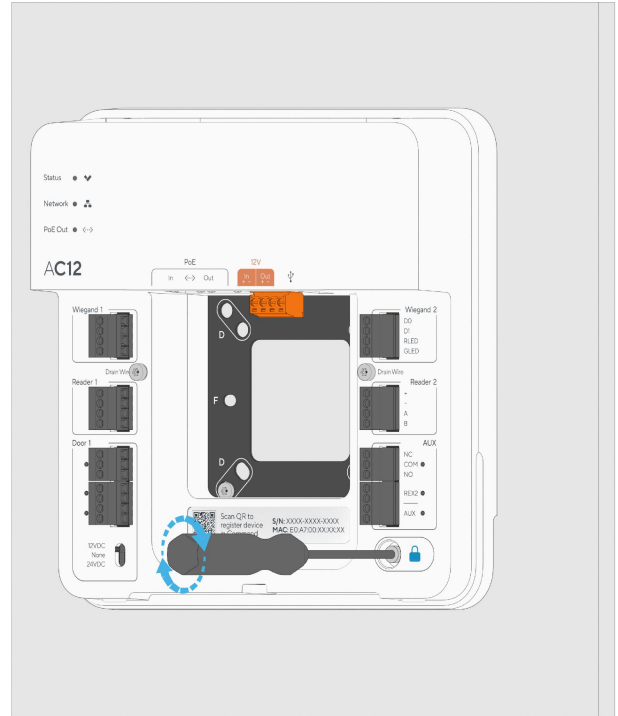 Status
Network
PoE Out
AC12
PoE
In <··> Out
12V
In Out
+ - + -
Wiegand 1
Drain Wire
Reader 1
Door 1
12VDC
None
24VDC
D
F
D
Scan QR to
register device
in Command
S/N: XXXX-XXXX-XXXX
MAC: E0:A7:00:XX:XX:XX
Wiegand 2
D0
D1
RLED
GLED
Drain Wire
Reader 2
+
-
A
B
AUX
NC
COM
NO
REX2
AUX